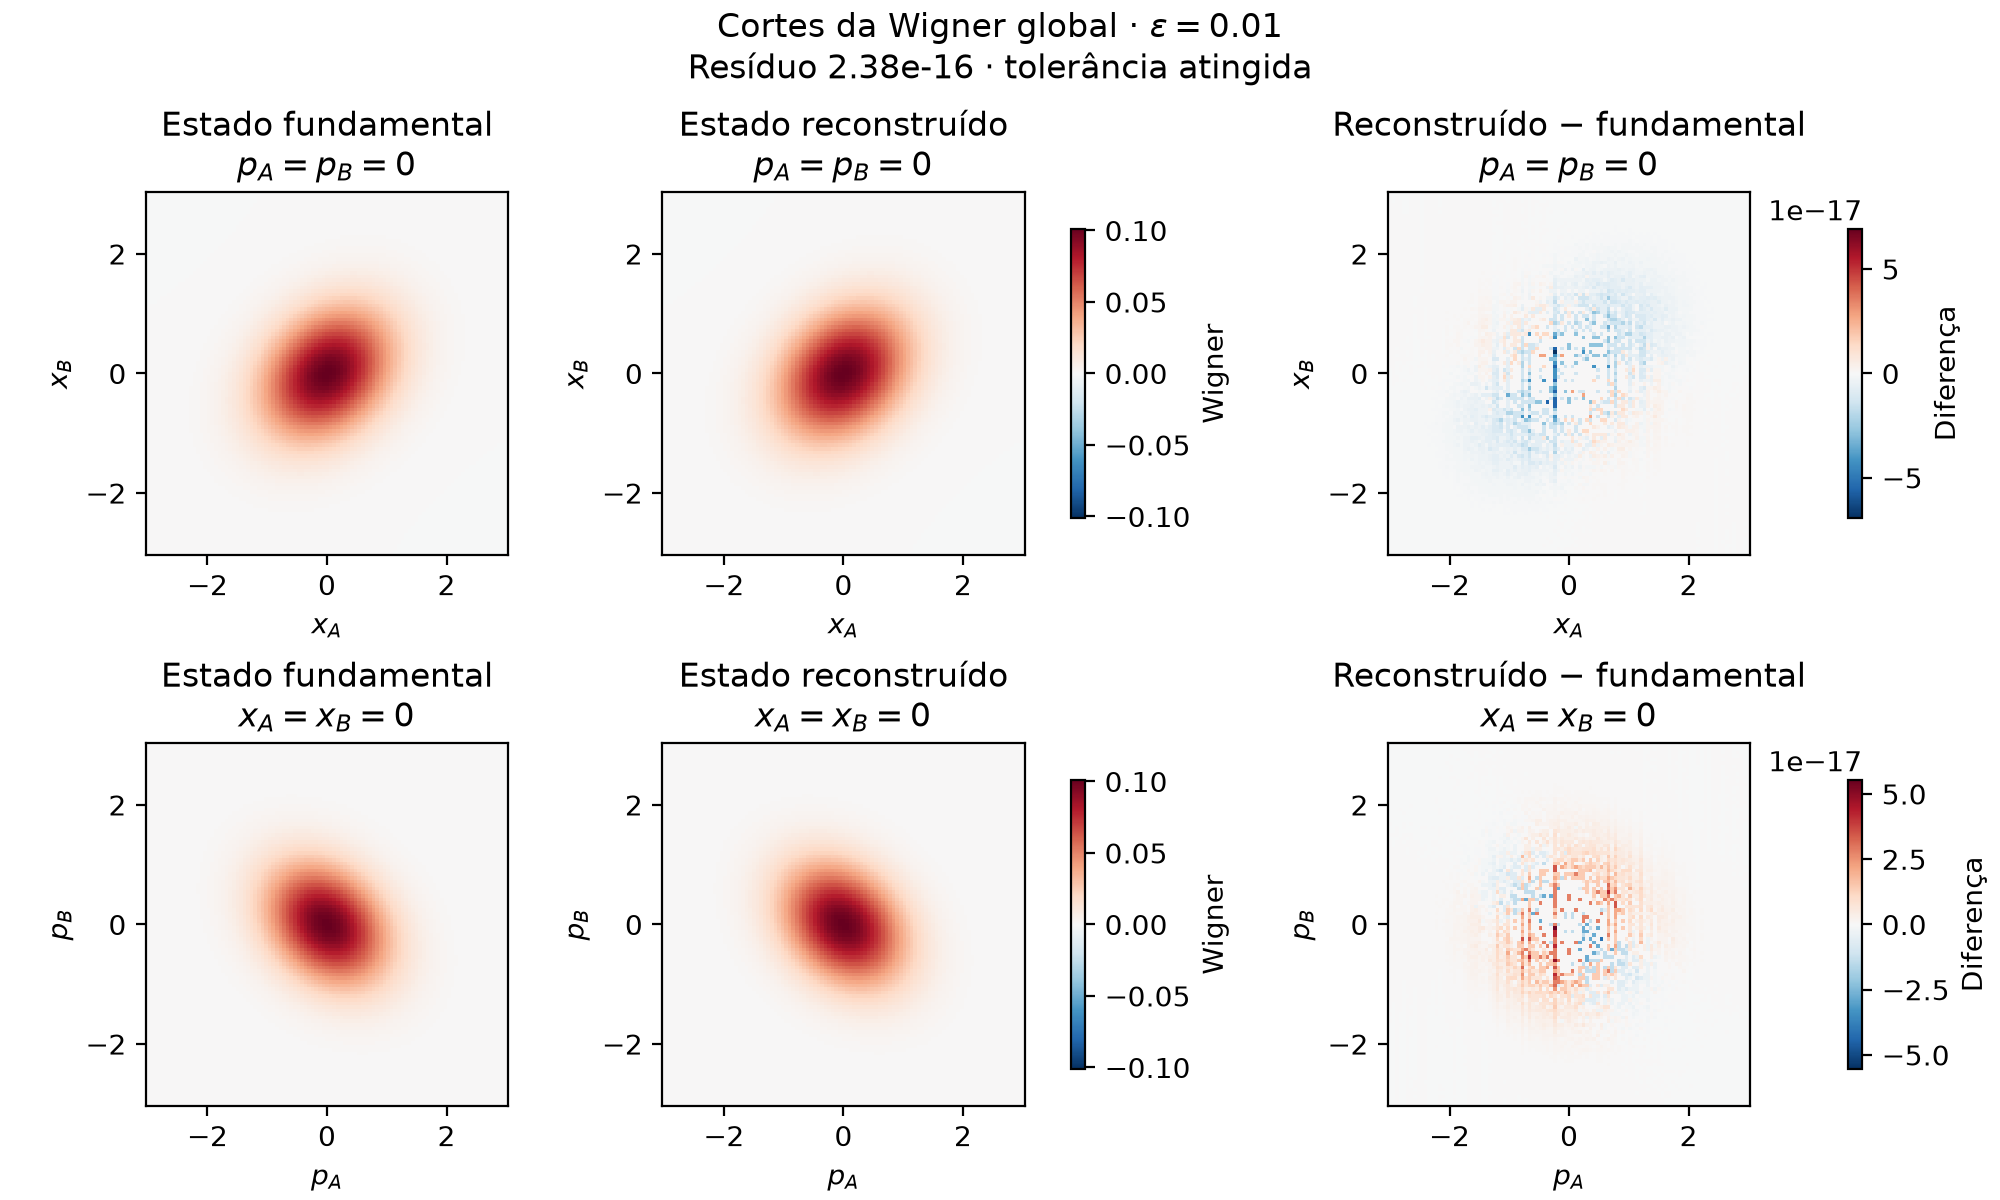 Cortes da Wigner global · ε = 0.01
Resíduo 2.38e-16 · tolerância atingida
Estado fundamental
p_A = p_B = 0
2
0
−2
x_B
−2 0 2
x_A
Estado reconstruído
p_A = p_B = 0
2
0
−2
x_B
−2 0 2
x_A
0.10
0.05
0.00
−0.05
−0.10
Wigner
Reconstruído − fundamental
p_A = p_B = 0
2
0
−2
x_B
−2 0 2
x_A
1e−17
5
0
−5
Diferença
Estado fundamental
x_A = x_B = 0
2
0
−2
p_B
−2 0 2
p_A
Estado reconstruído
x_A = x_B = 0
2
0
−2
p_B
−2 0 2
p_A
0.10
0.05
0.00
−0.05
−0.10
Wigner
Reconstruído − fundamental
x_A = x_B = 0
2
0
−2
p_B
−2 0 2
p_A
1e−17
5.0
2.5
0.0
−2.5
−5.0
Diferença